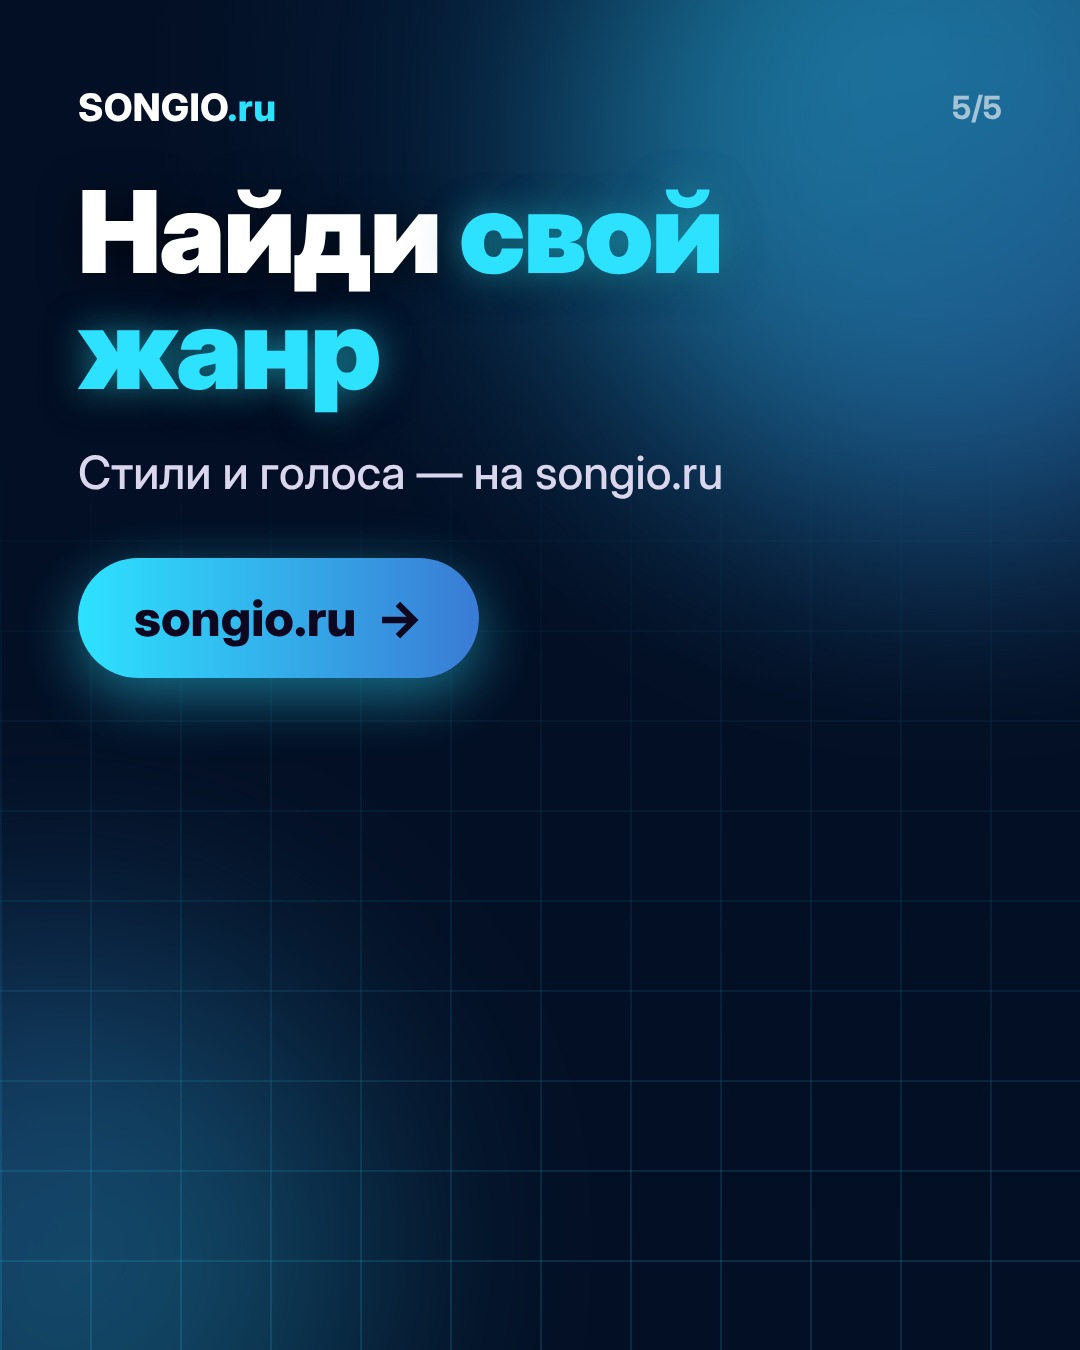 SONGIO.ru
5/5
Найди свой
жанр
Стили и голоса — на songio.ru
songio.ru →